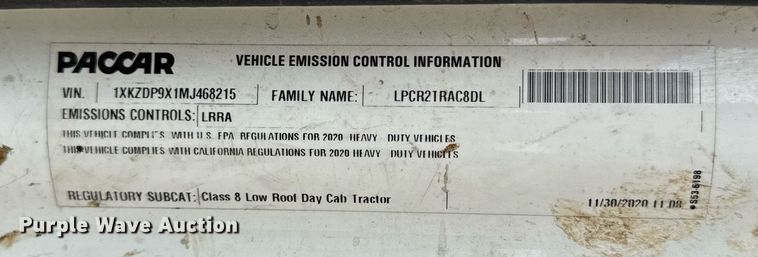 PACCAR VEHICLE EMISSION CONTROL INFORMATION
VIN. 1XKZDP9X1MJ468215 FAMILY NAME: LPCR2TRAC8DL
EMISSIONS CONTROLS: LRRA
THIS VEHICLE COMPLIES WITH U.S. EPA REGULATIONS FOR 2020 HEAVY DUTY VEHICLES
THIS VEHICLE COMPLIES WITH CALIFORNIA REGULATIONS FOR 2020 HEAVY DUTY VEHICLES
REGULATORY SUBCAT: Class 8 Low Roof Day Cab Tractor
11/30/2020 11:08
S53-6198
Purple Wave Auction